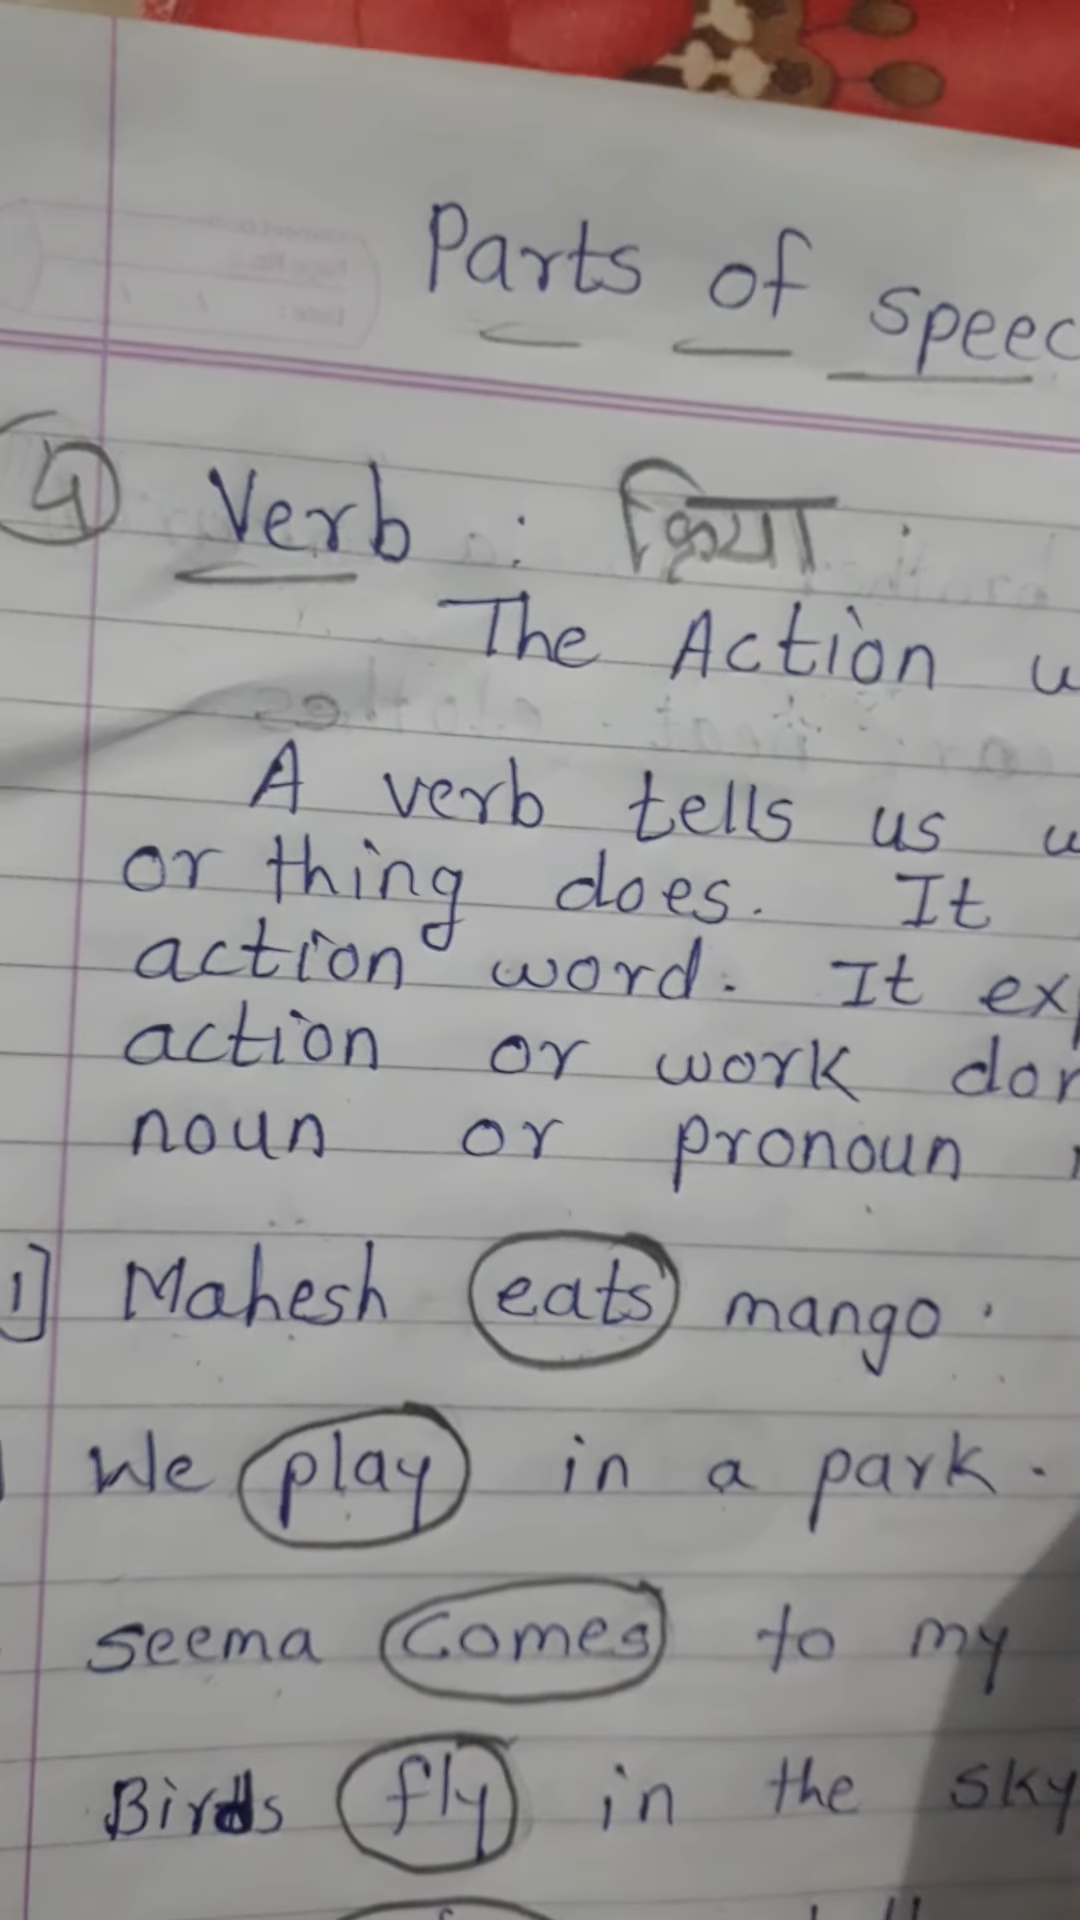 Parts of speec
4 Verb : क्रिया :
The Action
A verb tells us
or thing does. It
action word. It exp
action or work don
noun or pronoun
1] Mahesh eats mango.
We play in a park.
seema comes to my
Birds fly in the sky